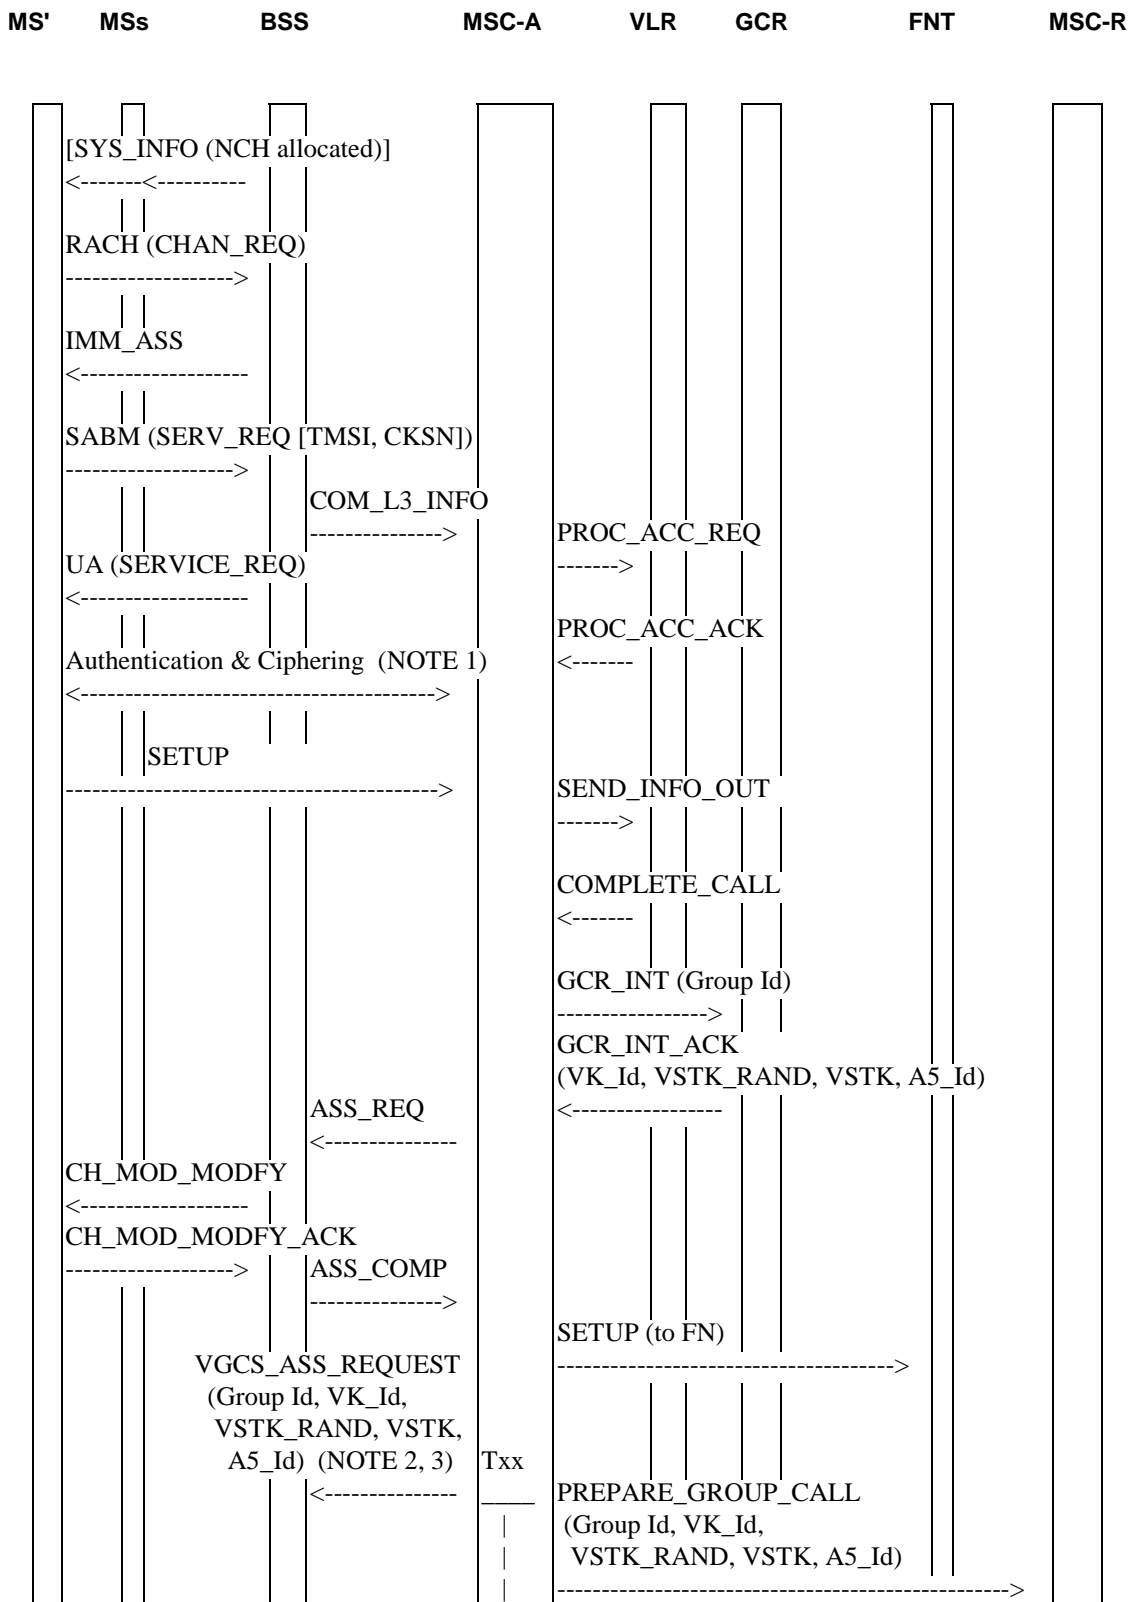 MS' MSs BSS MSC-A VLR GCR FNT MSC-R
[SYS_INFO (NCH allocated)]
<-------<----------
RACH (CHAN_REQ)
------------------->
IMM_ASS
<-------------------
SABM (SERV_REQ [TMSI, CKSN])
------------------->
COM_L3_INFO
---------------> PROC_ACC_REQ
UA (SERVICE_REQ) ------->
<-------------------
PROC_ACC_ACK
Authentication & Ciphering (NOTE 1) <-------
<---------------------------------------->
SETUP
------------------------------------------> SEND_INFO_OUT
------->
COMPLETE_CALL
<-------
GCR_INT (Group Id)
----------------->
GCR_INT_ACK
(VK_Id, VSTK_RAND, VSTK, A5_Id)
ASS_REQ <-----------------
<---------------
CH_MOD_MODFY
<-------------------
CH_MOD_MODFY_ACK
-------------------> ASS_COMP
--------------->
SETUP (to FN)
VGCS_ASS_REQUEST -------------------------------------->
(Group Id, VK_Id,
VSTK_RAND, VSTK,
A5_Id) (NOTE 2, 3) Txx
<--------------- ____ PREPARE_GROUP_CALL
| (Group Id, VK_Id,
| VSTK_RAND, VSTK, A5_Id)
| --------------------------------------------------->